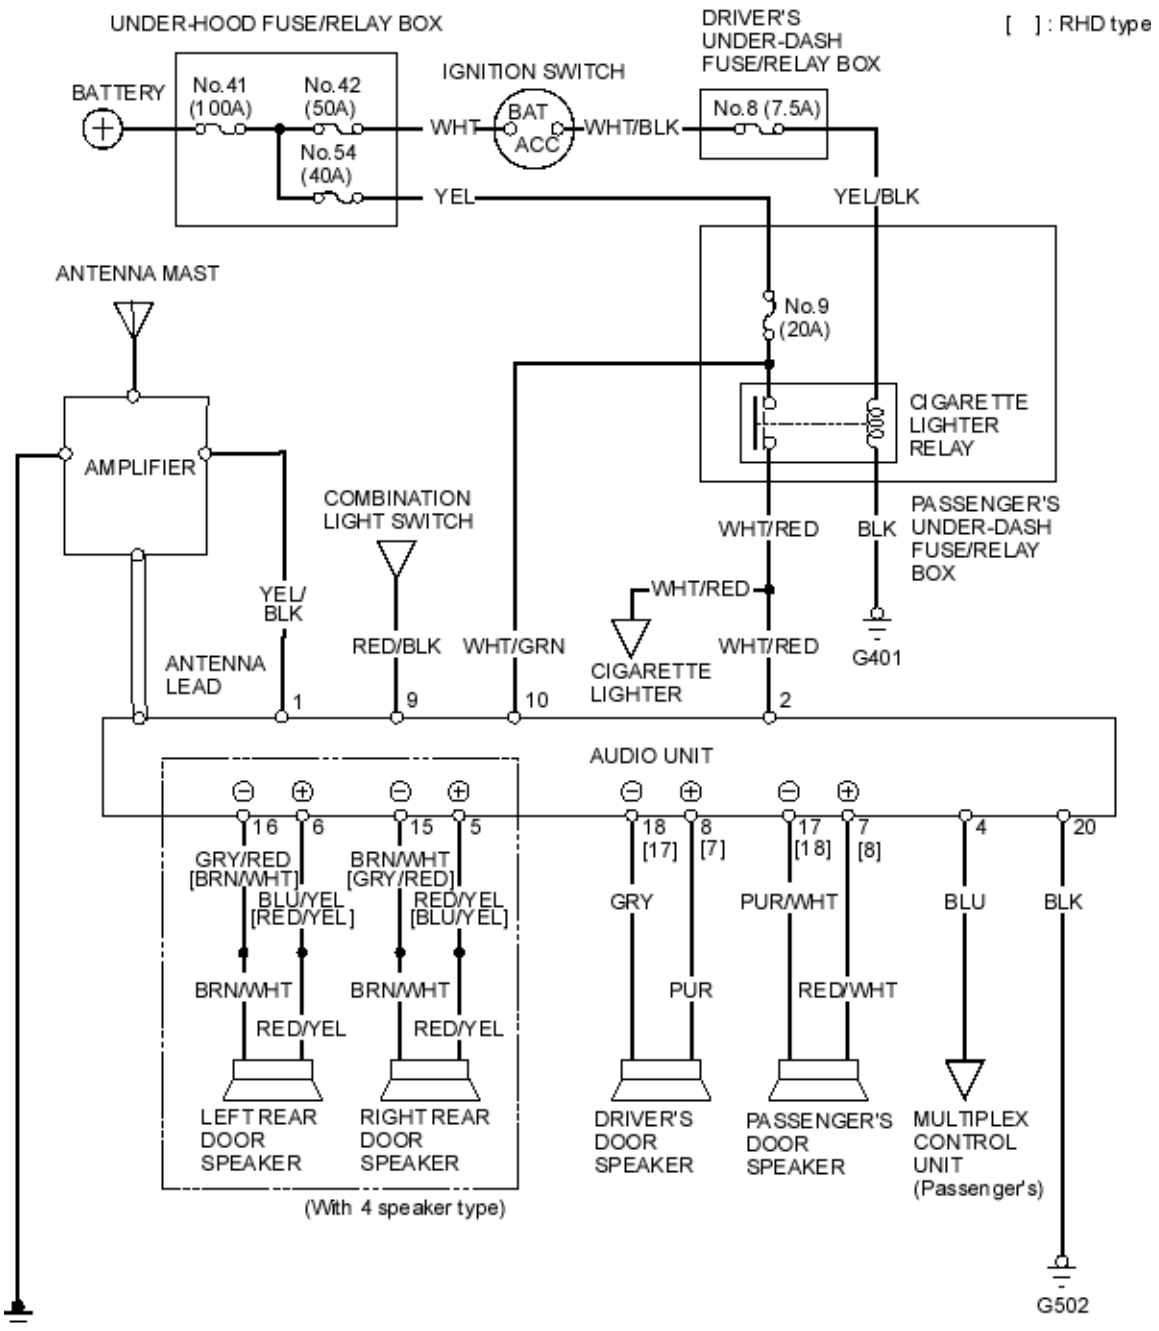 UNDER-HOOD FUSE/RELAY BOX
DRIVER'S
UNDER-DASH
FUSE/RELAY BOX
[ ] : RHD type
BATTERY
No.41
(100A)
No.42
(50A)
No.54
(40A)
IGNITION SWITCH
BAT
ACC
WHT
WHT/BLK
No.8 (7.5A)
YEL
YEL/BLK
ANTENNA MAST
No.9
(20A)
CIGARETTE
LIGHTER
RELAY
AMPLIFIER
COMBINATION
LIGHT SWITCH
WHT/RED
BLK
PASSENGER'S
UNDER-DASH
FUSE/RELAY
BOX
YEL/
BLK
WHT/RED
RED/BLK
WHT/GRN
WHT/RED
G401
ANTENNA
LEAD
CIGARETTE
LIGHTER
1
9
10
2
AUDIO UNIT
− + − + − + − +
16
6
15
5
18
[17]
8
[7]
17
[18]
7
[8]
4
20
GRY/RED
[BRN/WHT]
BLU/YEL
[RED/YEL]
BRN/WHT
[GRY/RED]
RED/YEL
[BLU/YEL]
GRY
PUR/WHT
BLU
BLK
BRN/WHT
RED/YEL
BRN/WHT
RED/YEL
PUR
RED/WHT
LEFT REAR
DOOR
SPEAKER
RIGHT REAR
DOOR
SPEAKER
DRIVER'S
DOOR
SPEAKER
PASSENGER'S
DOOR
SPEAKER
MULTIPLEX
CONTROL
UNIT
(Passenger's)
(With 4 speaker type)
G502